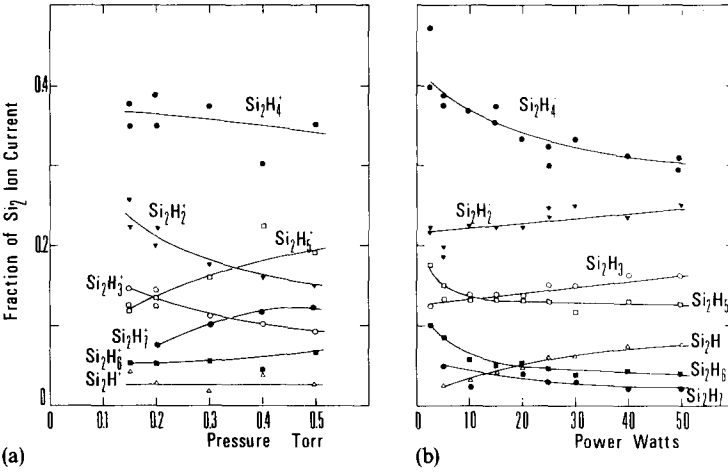 Fraction of Si₂ Ion Current
0.4
0.2
0
Si₂H₄⁺
Si₂H₂⁺
Si₂H₅⁺
Si₂H₃⁺
Si₂H₇⁺
Si₂H₆⁺
Si₂H⁺
0 0.1 0.2 0.3 0.4 0.5
Pressure Torr
(a)
Si₂H₄
Si₂H₂
Si₂H₃
Si₂H₅
Si₂H
Si₂H₆
Si₂H₇
0 10 20 30 40 50
Power Watts
(b)